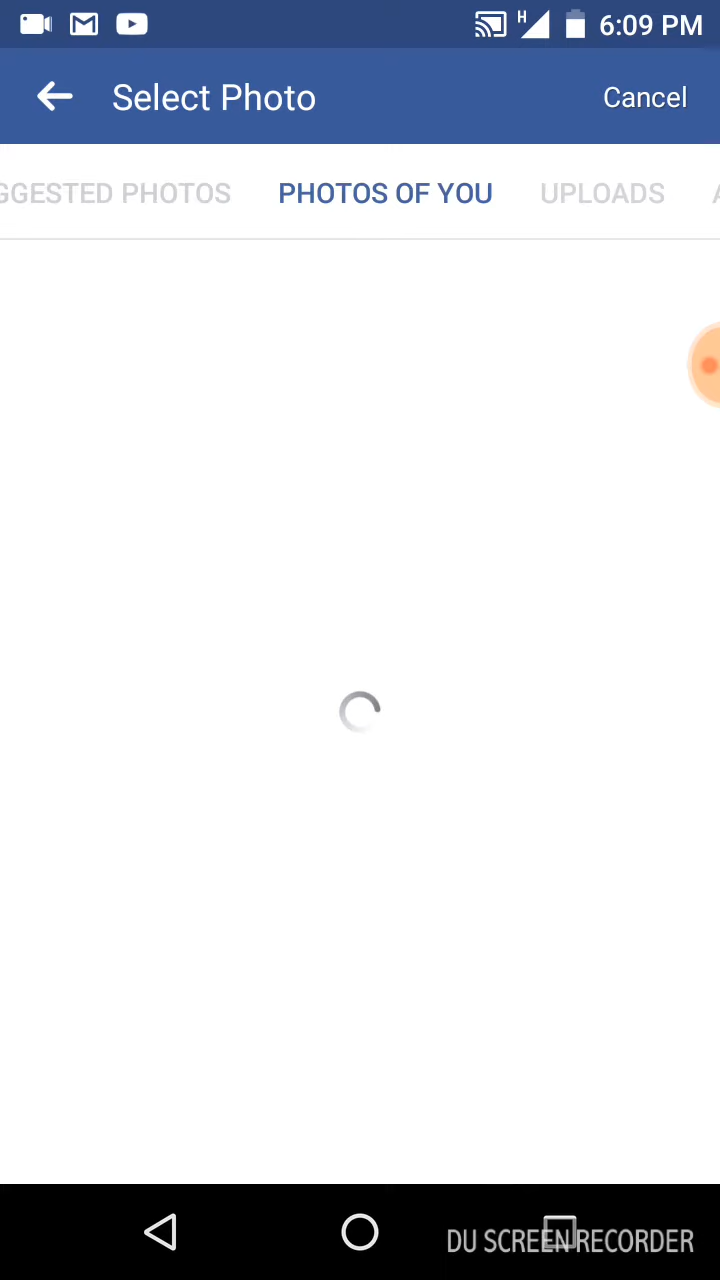 H 6:09 PM
Select Photo Cancel
GGESTED PHOTOS PHOTOS OF YOU UPLOADS
DU SCREEN RECORDER